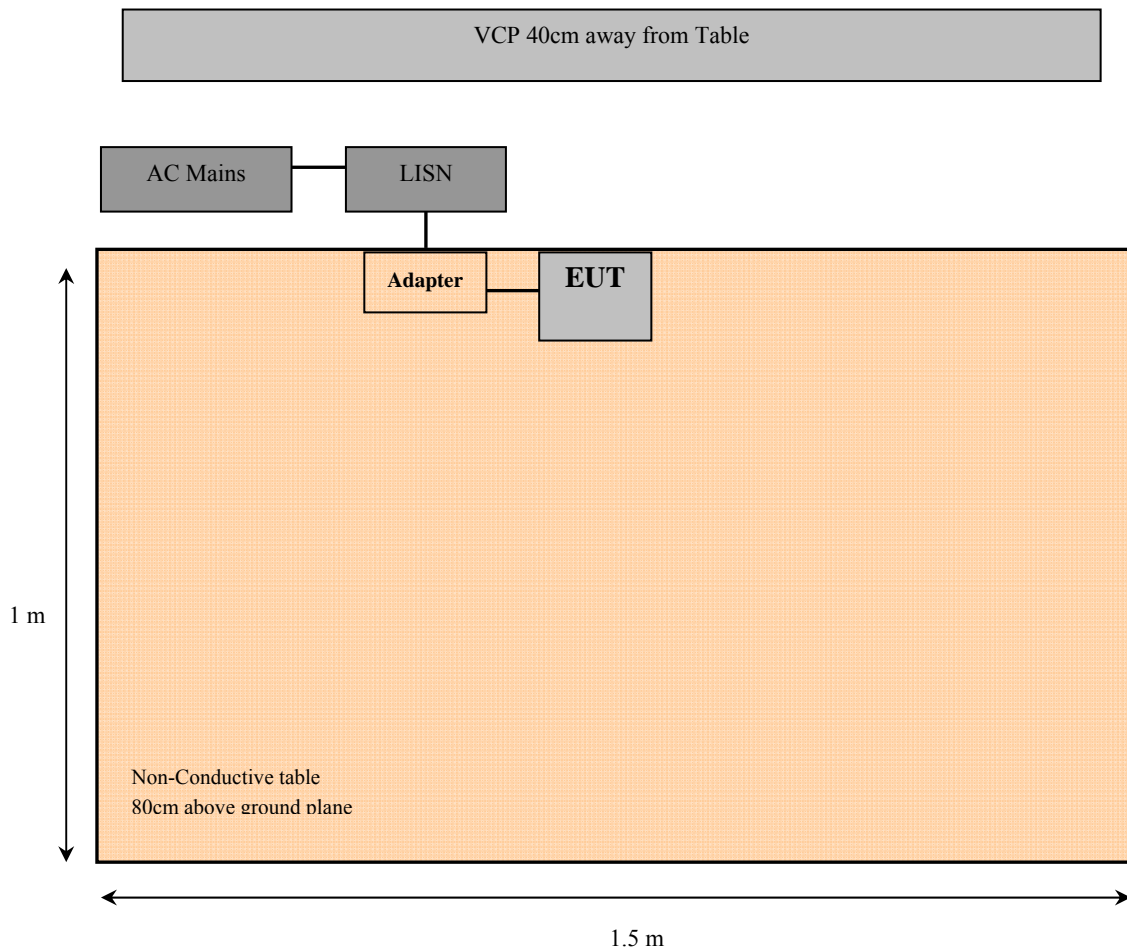 VCP 40cm away from Table
AC Mains
LISN
Adapter
EUT
1 m
Non-Conductive table
80cm above ground plane
1.5 m